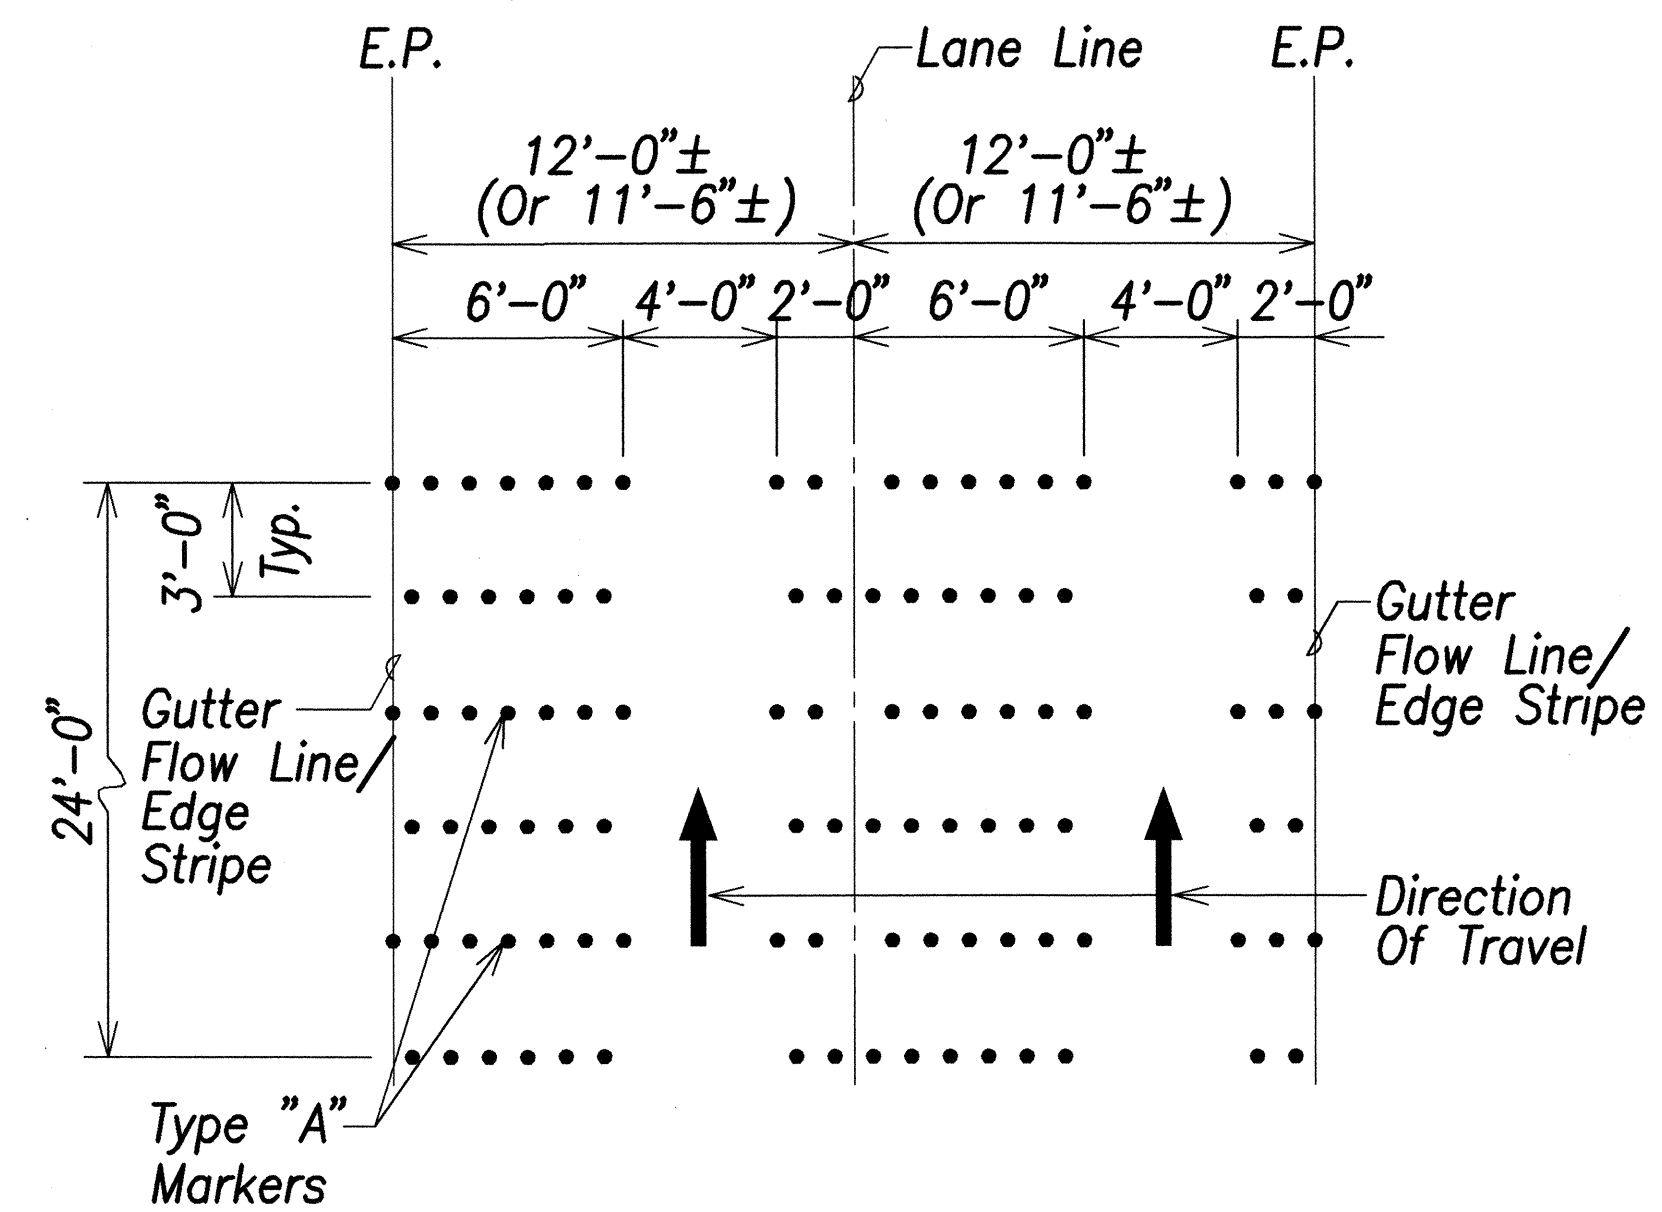 E.P.
Lane Line
E.P.
12'-0"±
(Or 11'-6"±)
12'-0"±
(Or 11'-6"±)
6'-0"
4'-0"
2'-0"
6'-0"
4'-0"
2'-0"
3'-0"
Typ.
24'-0"
Gutter
Flow Line/
Edge
Stripe
Gutter
Flow Line/
Edge Stripe
Direction
Of Travel
Type "A"
Markers